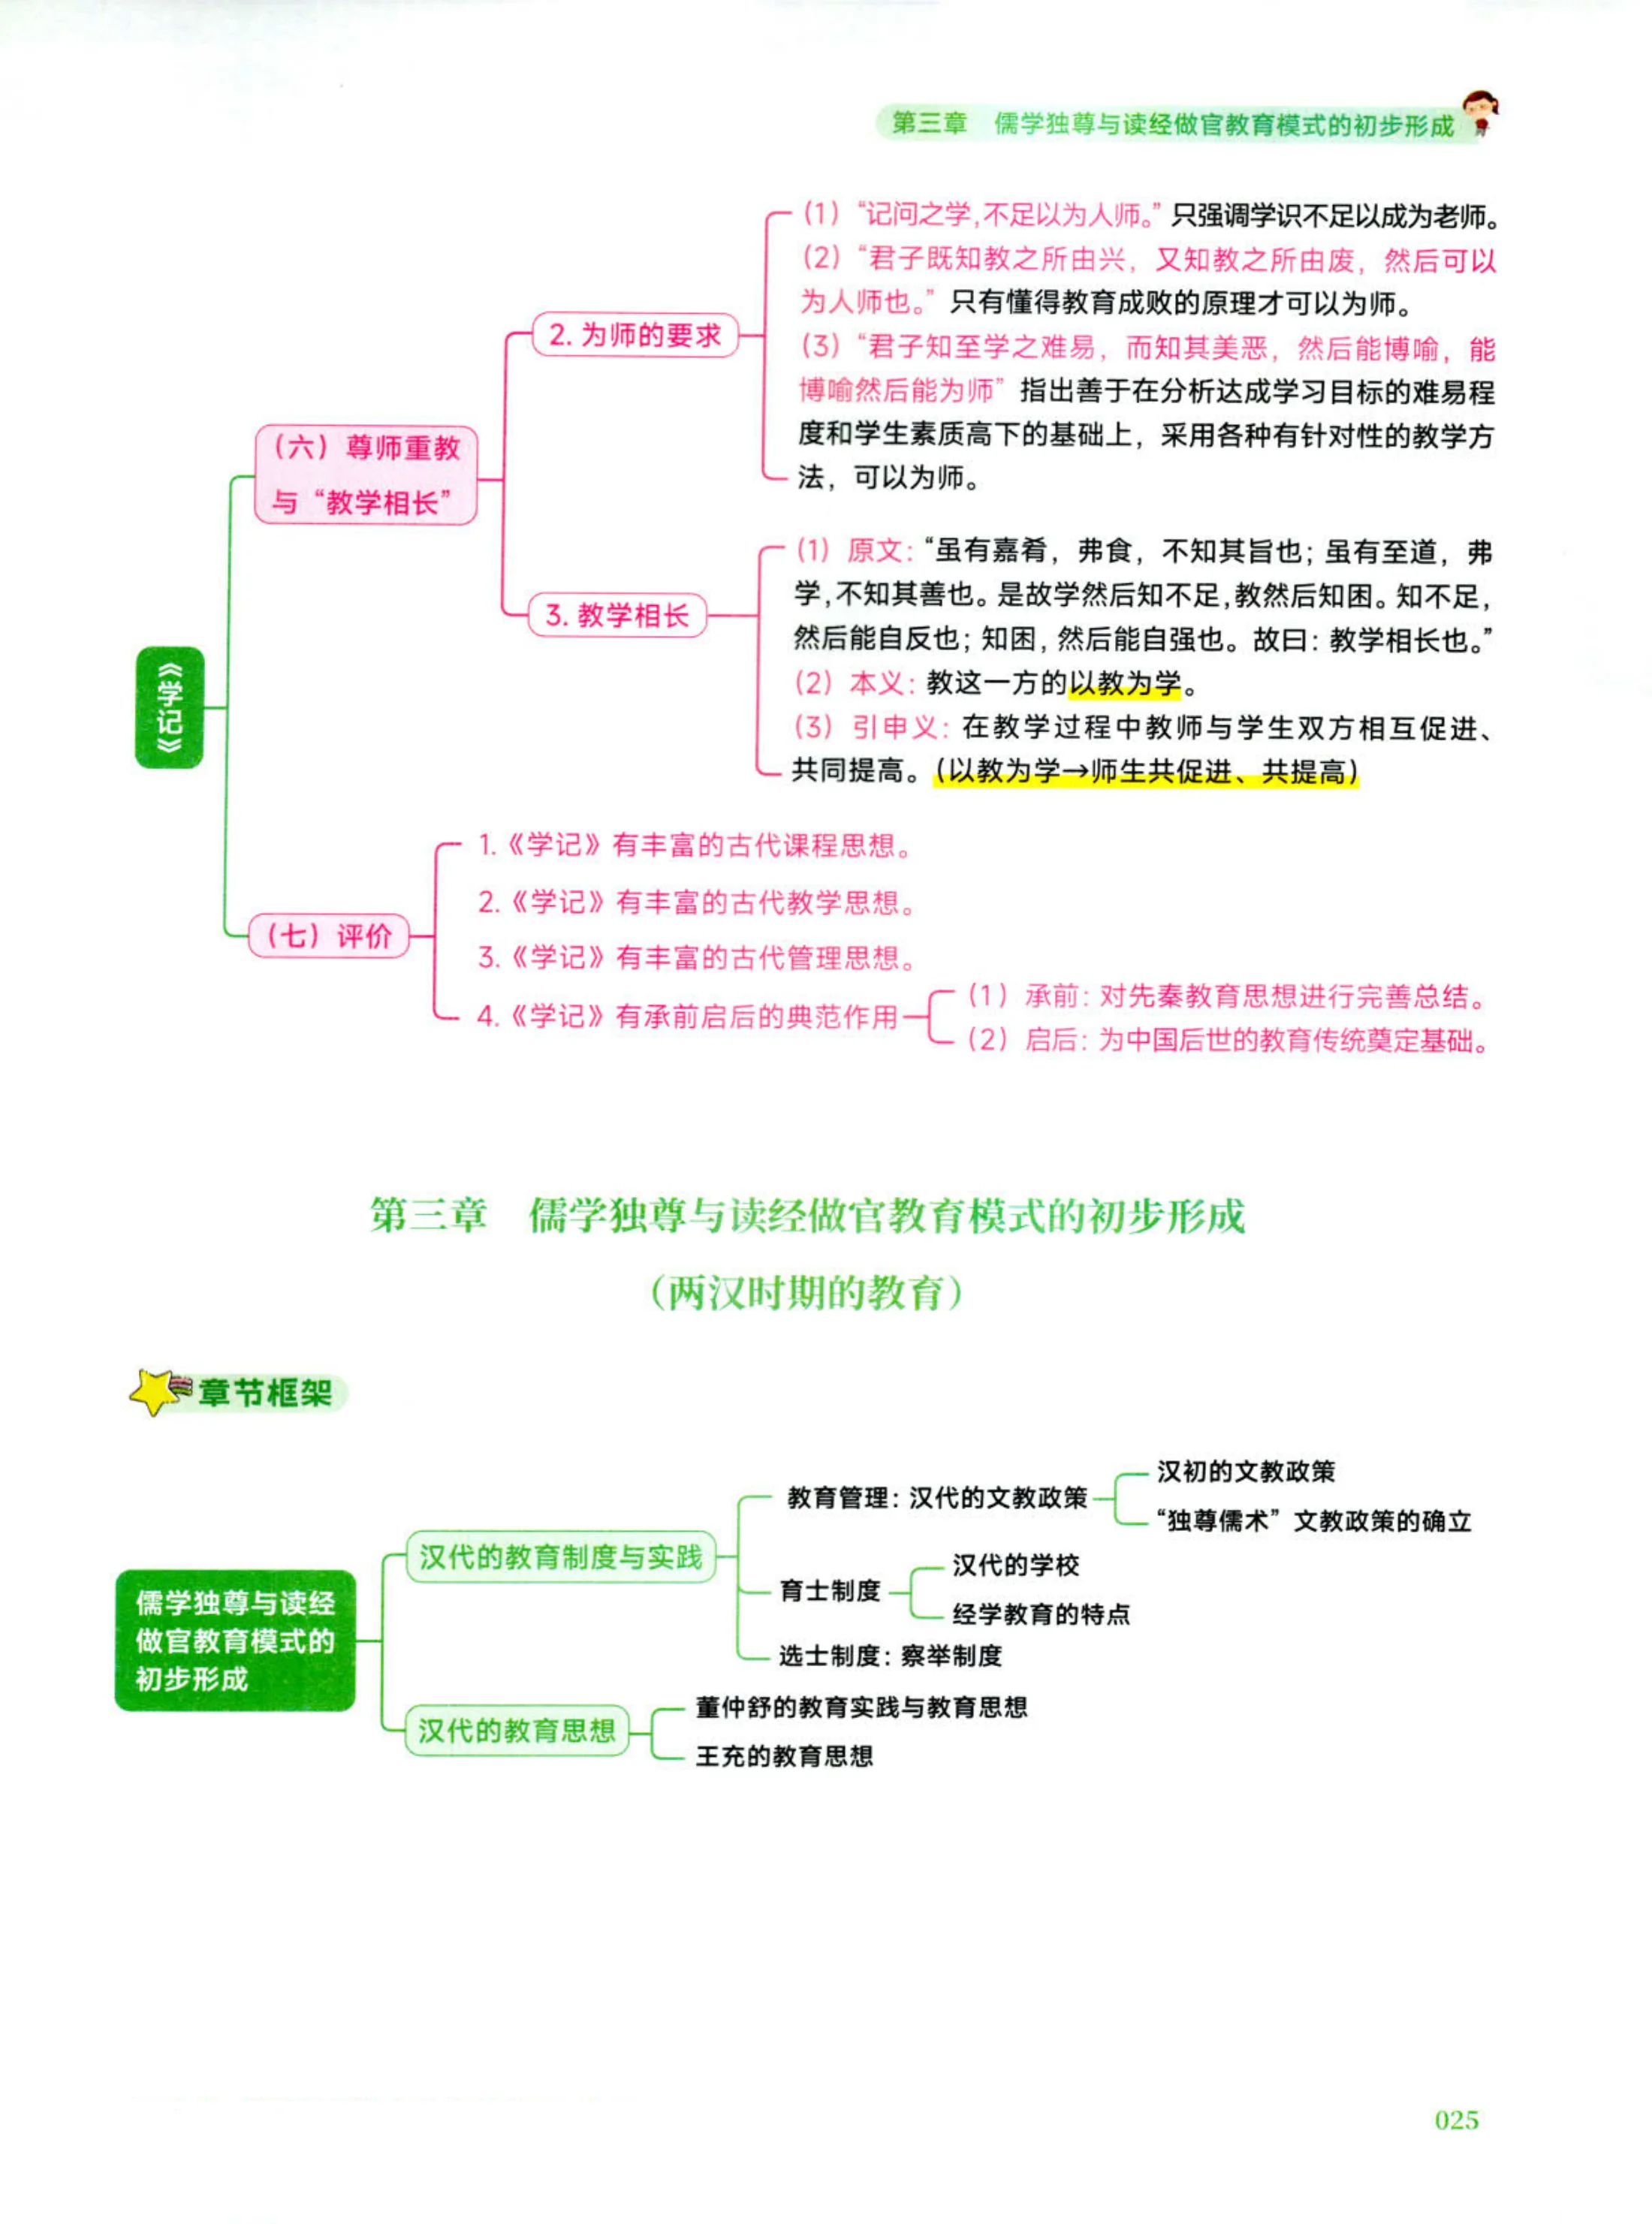 第三章 儒学独尊与读经做官教育模式的初步形成
(1)“记问之学,不足以为人师。”只强调学识不足以成为老师。
(2)“君子既知教之所由兴，又知教之所由废，然后可以
为人师也。”只有懂得教育成败的原理才可以为师。
2. 为师的要求
(3)“君子知至学之难易，而知其美恶，然后能博喻，能
博喻然后能为师”指出善于在分析达成学习目标的难易程
度和学生素质高下的基础上，采用各种有针对性的教学方
法，可以为师。
(六) 尊师重教
与“教学相长”
(1) 原文：“虽有嘉肴，弗食，不知其旨也；虽有至道，弗
学,不知其善也。是故学然后知不足,教然后知困。知不足，
3. 教学相长
然后能自反也；知困，然后能自强也。故曰：教学相长也。”
(2) 本义：教这一方的以教为学。
(3) 引申义：在教学过程中教师与学生双方相互促进、
共同提高。(以教为学→师生共促进、共提高)
《学记》
(七) 评价
1.《学记》有丰富的古代课程思想。
2.《学记》有丰富的古代教学思想。
3.《学记》有丰富的古代管理思想。
4.《学记》有承前启后的典范作用
(1) 承前：对先秦教育思想进行完善总结。
(2) 启后：为中国后世的教育传统奠定基础。
第三章 儒学独尊与读经做官教育模式的初步形成
（两汉时期的教育）
章节框架
儒学独尊与读经
做官教育模式的
初步形成
汉代的教育制度与实践
教育管理：汉代的文教政策
汉初的文教政策
“独尊儒术”文教政策的确立
育士制度
汉代的学校
经学教育的特点
选士制度：察举制度
汉代的教育思想
董仲舒的教育实践与教育思想
王充的教育思想
025